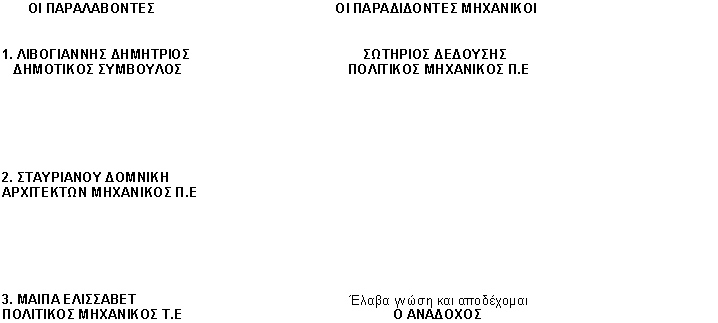 ΟΙ ΠΑΡΑΛΑΒΟΝΤΕΣ
ΟΙ ΠΑΡΑΔΙΔΟΝΤΕΣ ΜΗΧΑΝΙΚΟΙ
1. ΛΙΒΟΓΙΑΝΝΗΣ ΔΗΜΗΤΡΙΟΣ
ΔΗΜΟΤΙΚΟΣ ΣΥΜΒΟΥΛΟΣ
ΣΩΤΗΡΙΟΣ ΔΕΔΟΥΣΗΣ
ΠΟΛΙΤΙΚΟΣ ΜΗΧΑΝΙΚΟΣ Π.Ε
2. ΣΤΑΥΡΙΑΝΟΥ ΔΟΜΝΙΚΗ
ΑΡΧΙΤΕΚΤΩΝ ΜΗΧΑΝΙΚΟΣ Π.Ε
3. ΜΑΙΠΑ ΕΛΙΣΣΑΒΕΤ
ΠΟΛΙΤΙΚΟΣ ΜΗΧΑΝΙΚΟΣ Τ.Ε
Έλαβα γνώση και αποδέχομαι
Ο ΑΝΑΔΟΧΟΣ